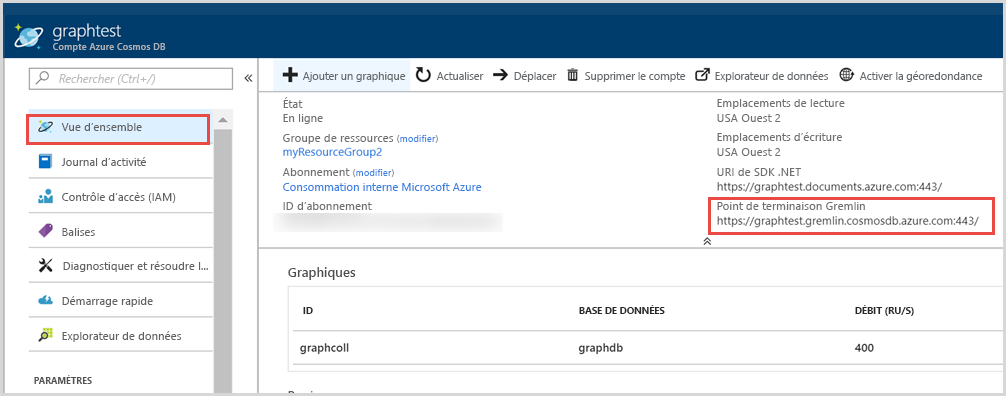 graphtest
Compte Azure Cosmos DB
Rechercher (Ctrl+/)
Vue d’ensemble
Journal d’activité
Contrôle d’accès (IAM)
Balises
Diagnostiquer et résoudre l...
Démarrage rapide
Explorateur de données
PARAMÈTRES
Ajouter un graphique
Actualiser
Déplacer
Supprimer le compte
Explorateur de données
Activer la géoredondance
État
En ligne
Groupe de ressources (modifier)
myResourceGroup2
Abonnement (modifier)
Consommation interne Microsoft Azure
ID d’abonnement
Emplacements de lecture
USA Ouest 2
Emplacements d’écriture
USA Ouest 2
URI de SDK .NET
https://graphtest.documents.azure.com:443/
Point de terminaison Gremlin
https://graphtest.gremlin.cosmosdb.azure.com:443/
Graphiques
ID BASE DE DONNÉES DÉBIT (RU/S)
graphcoll graphdb 400